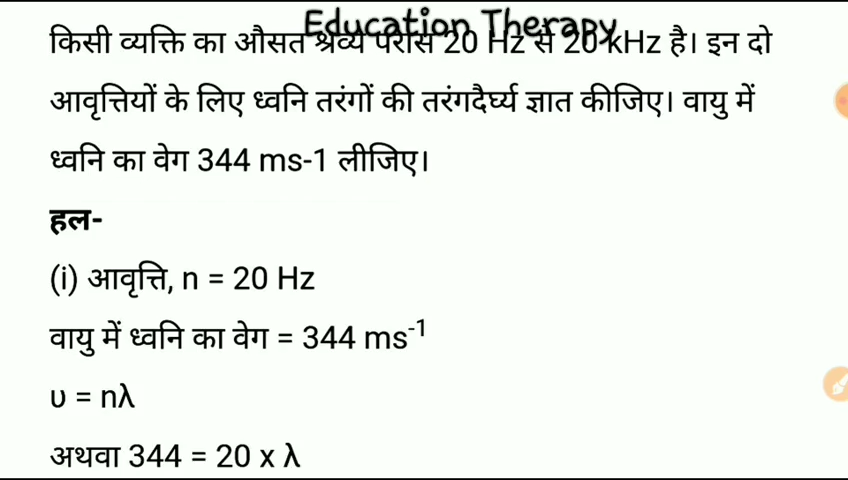 Education Therapy
किसी व्यक्ति का औसत श्रव्य परास 20 Hz से 20 kHz है। इन दो
आवृत्तियों के लिए ध्वनि तरंगों की तरंगदैर्घ्य ज्ञात कीजिए। वायु में
ध्वनि का वेग 344 ms-1 लीजिए।
हल-
(i) आवृत्ति, n = 20 Hz
वायु में ध्वनि का वेग = 344 ms⁻¹
υ = nλ
अथवा 344 = 20 x λ